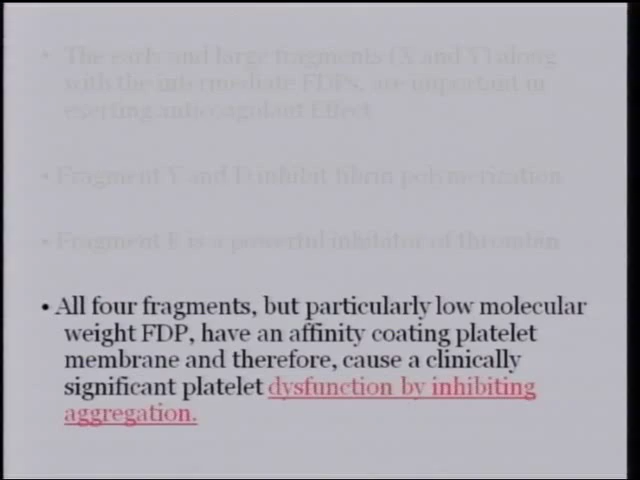 • The early and large fragments (X and Y) along
with the intermediate FDPs, are important in
exerting anticoagulant Effect
• Fragment Y and D inhibit fibrin polymerization
• Fragment E is a powerful inhibitor of thrombin
• All four fragments, but particularly low molecular
weight FDP, have an affinity coating platelet
membrane and therefore, cause a clinically
significant platelet dysfunction by inhibiting
aggregation.